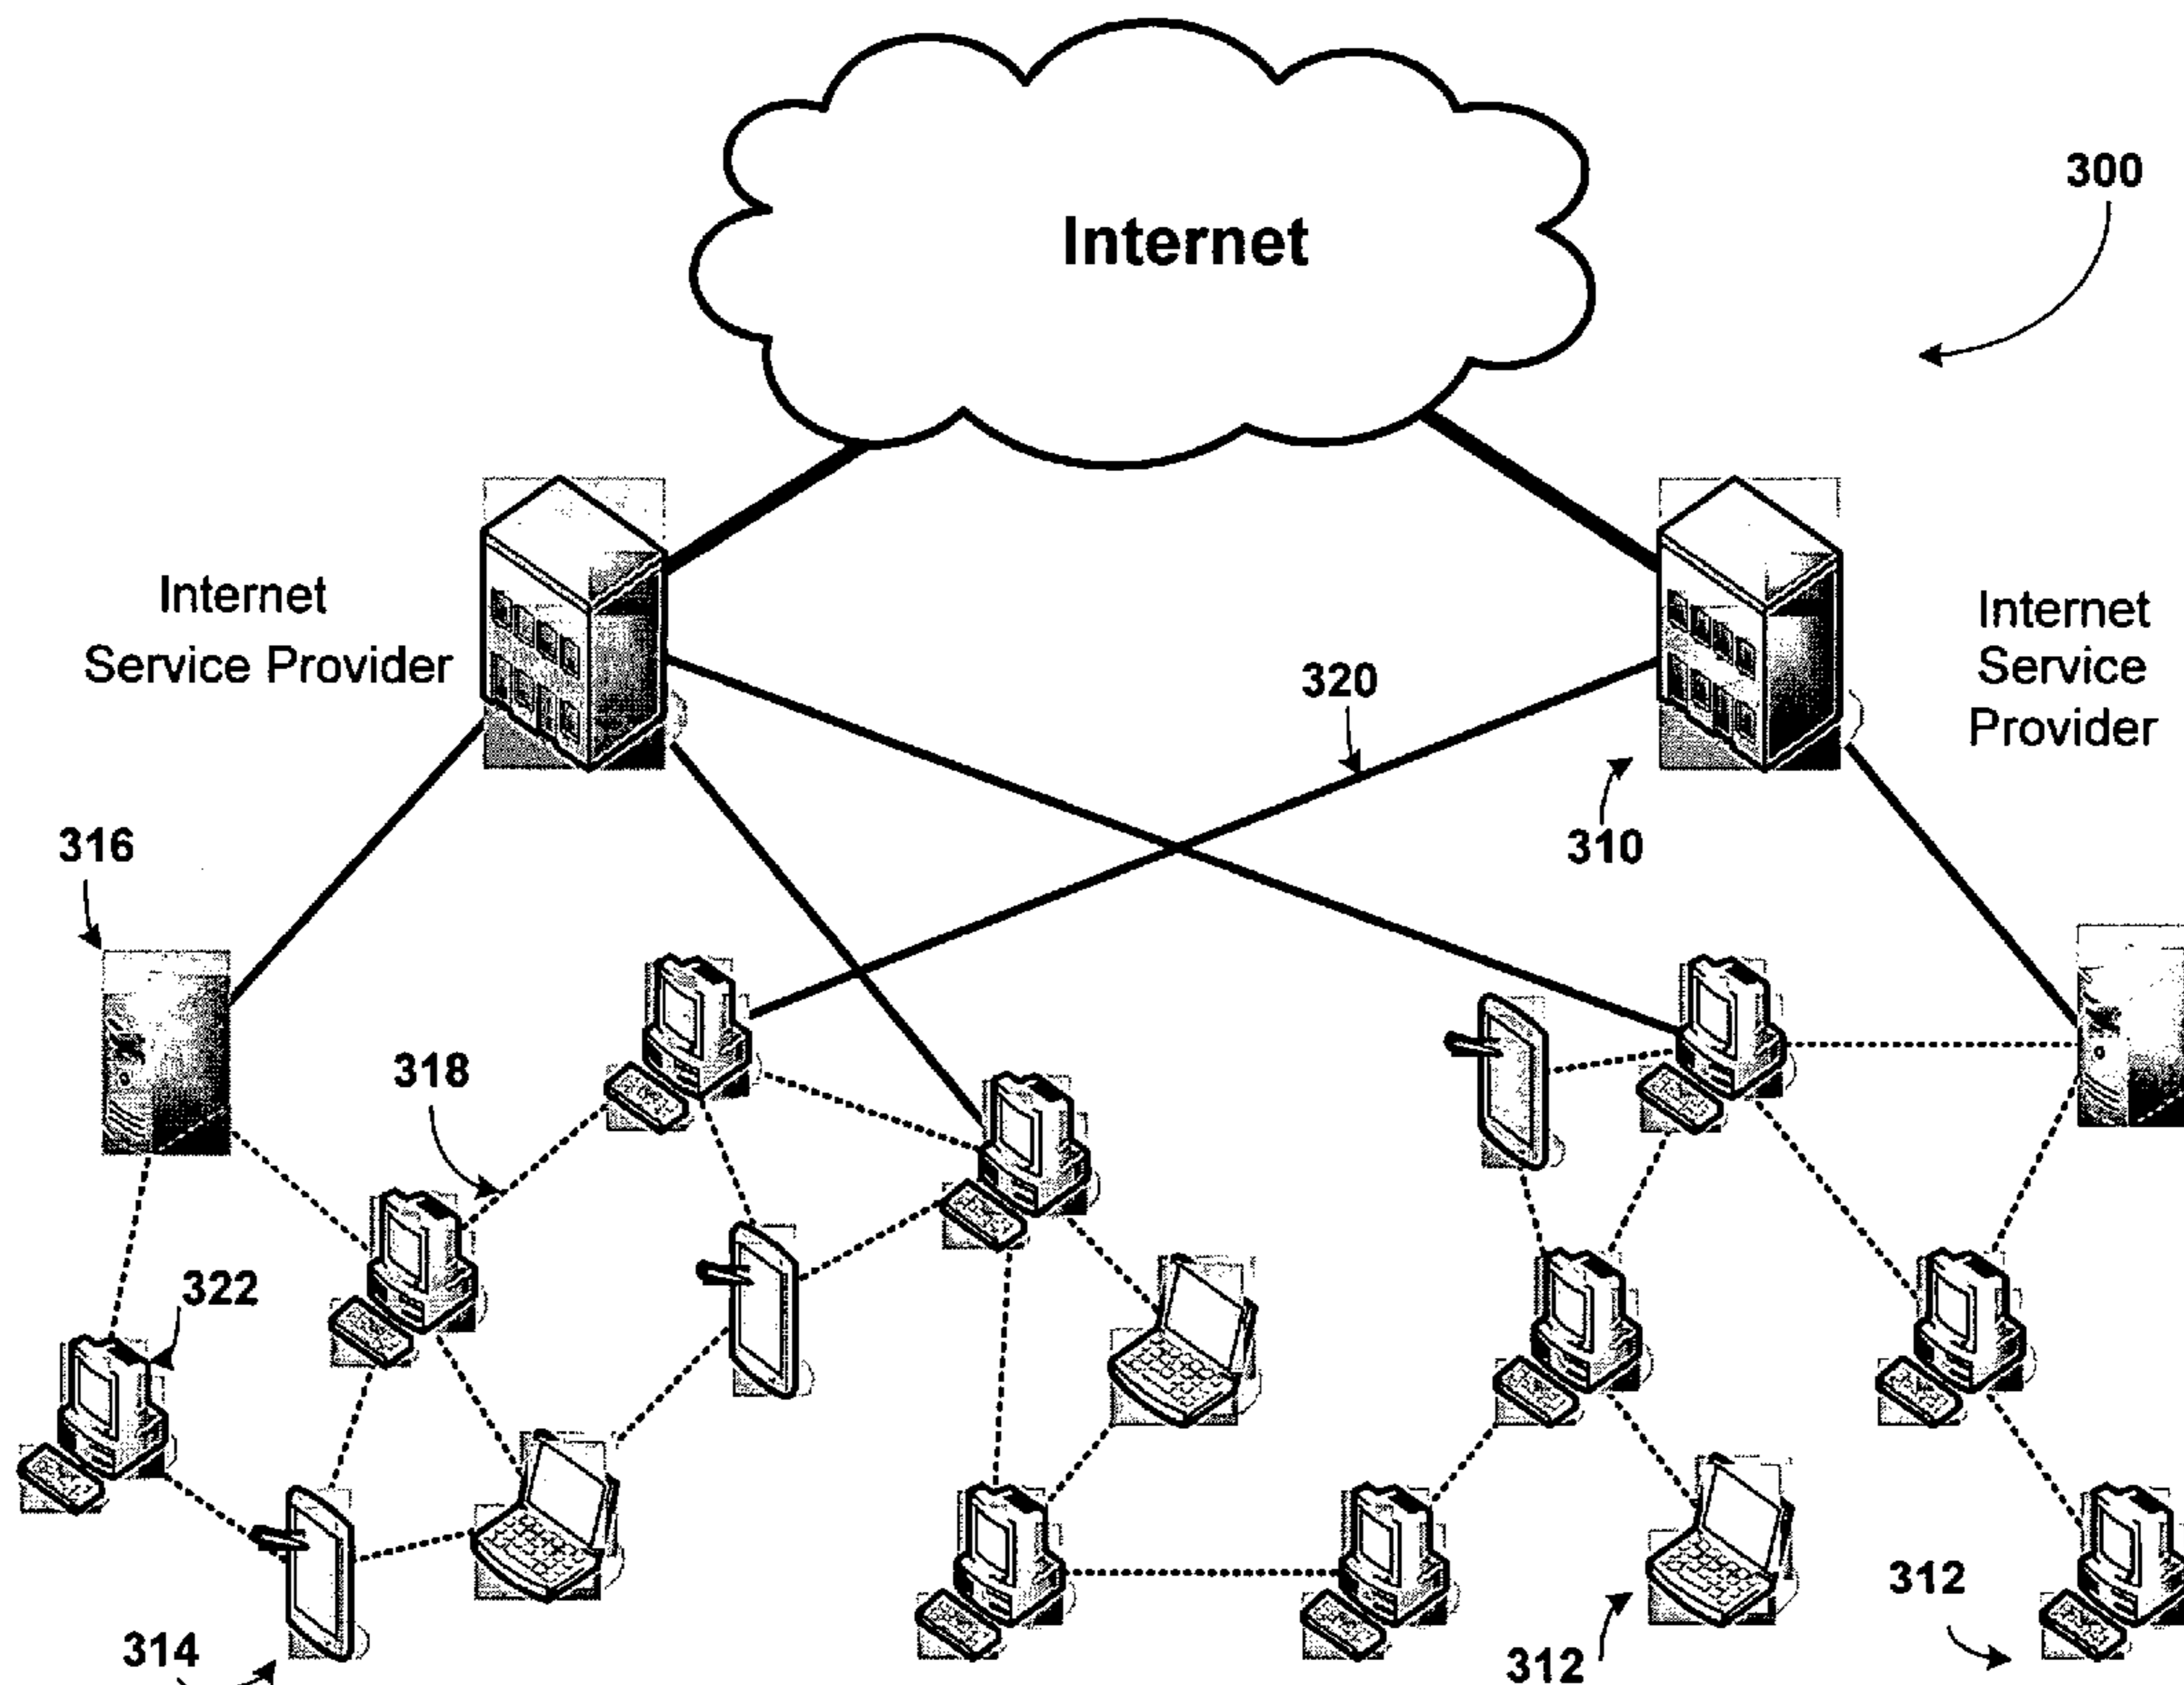 Internet
300
Internet
Service Provider
Internet
Service
Provider
320
310
316
318
322
312
314
312